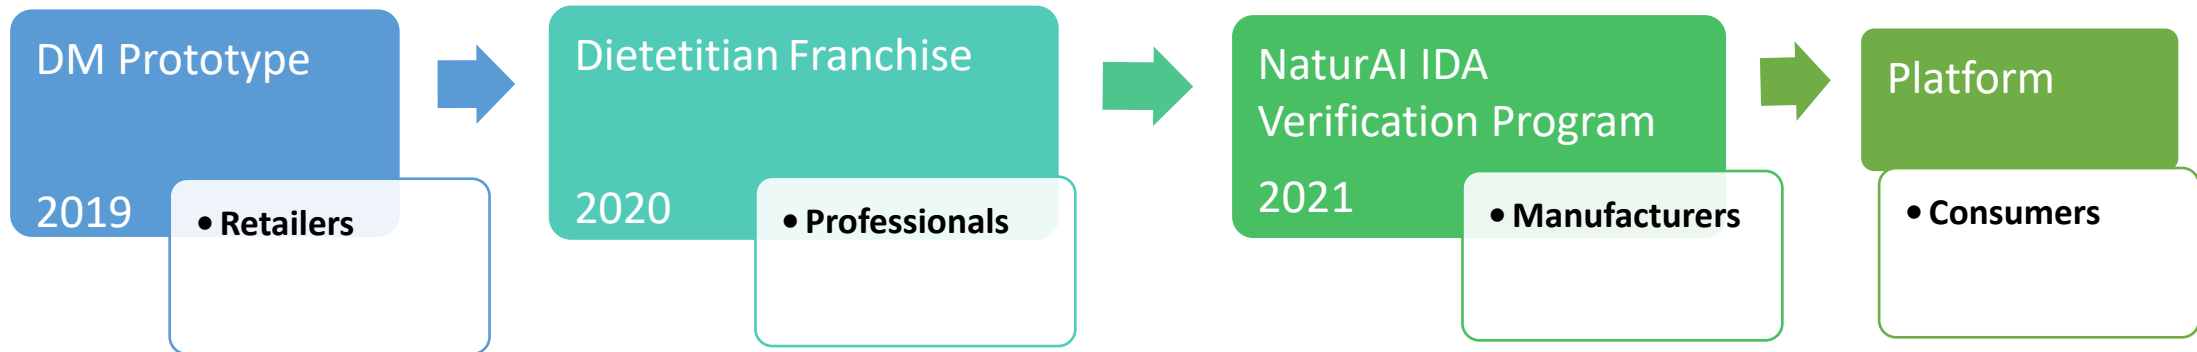 DM Prototype
2019
• Retailers
Dietetitian Franchise
2020
• Professionals
NaturAI IDA
Verification Program
2021
• Manufacturers
Platform
• Consumers